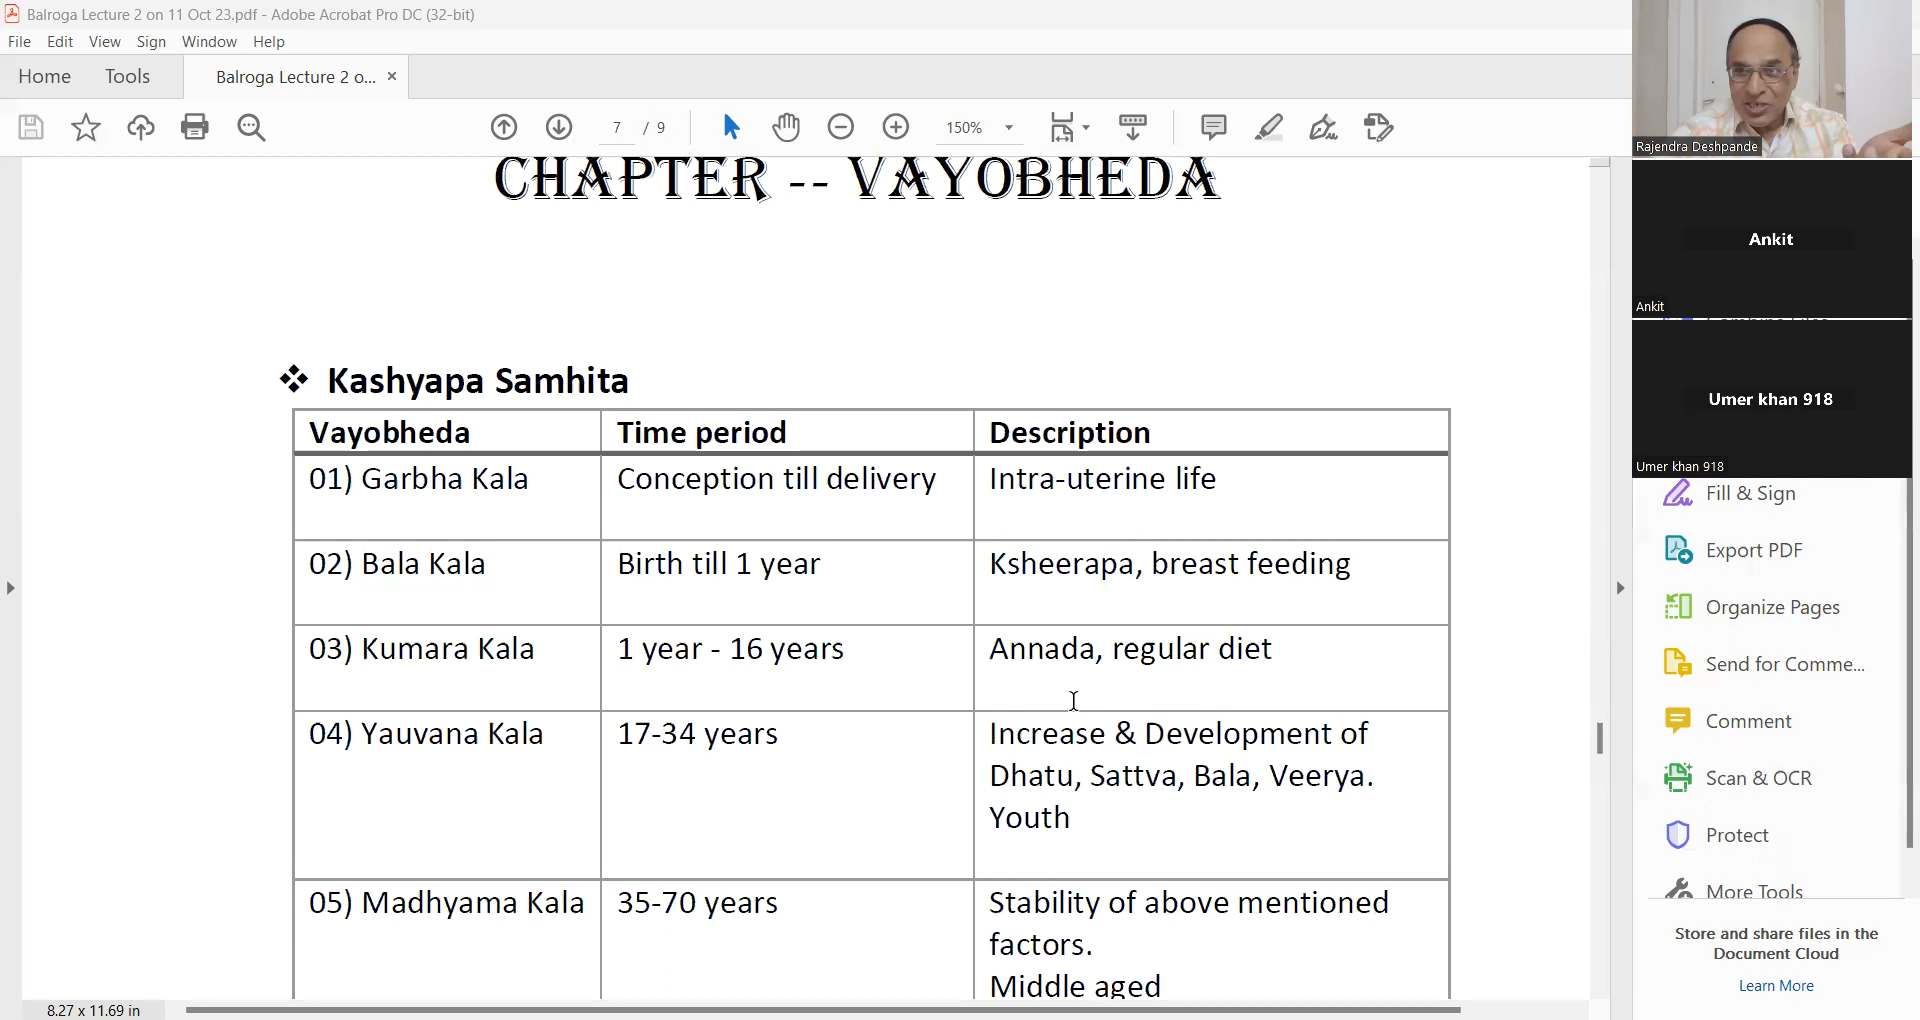 Balroga Lecture 2 on 11 Oct 23.pdf - Adobe Acrobat Pro DC (32-bit)
File Edit View Sign Window Help
Home Tools Balroga Lecture 2 o... ×
7 / 9 150%
CHAPTER -- VAYOBHEDA
❖ Kashyapa Samhita
Vayobheda Time period Description
01) Garbha Kala Conception till delivery Intra-uterine life
02) Bala Kala Birth till 1 year Ksheerapa, breast feeding
03) Kumara Kala 1 year - 16 years Annada, regular diet
04) Yauvana Kala 17-34 years Increase & Development of
Dhatu, Sattva, Bala, Veerya.
Youth
05) Madhyama Kala 35-70 years Stability of above mentioned
factors.
Middle aged
8.27 x 11.69 in
Rajendra Deshpande
Ankit
Ankit
Umer khan 918
Umer khan 918
Fill & Sign
Export PDF
Organize Pages
Send for Comme...
Comment
Scan & OCR
Protect
More Tools
Store and share files in the
Document Cloud
Learn More